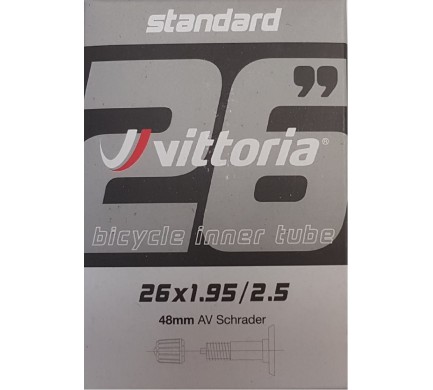 standard
26”
vittoria®
bicycle inner tube
26x1.95/2.5
48mm AV Schrader